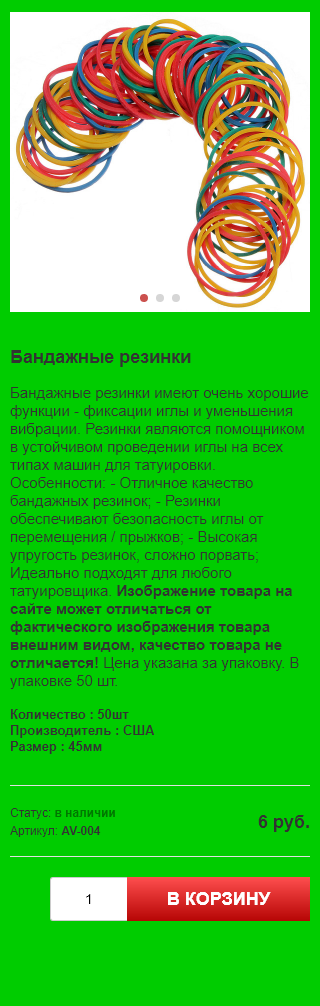 Бандажные резинки
Бандажные резинки имеют очень хорошие
функции - фиксации иглы и уменьшения
вибрации. Резинки являются помощником
в устойчивом проведении иглы на всех
типах машин для татуировки.
Особенности: - Отличное качество
бандажных резинок; - Резинки
обеспечивают безопасность иглы от
перемещения / прыжков; - Высокая
упругость резинок, сложно порвать;
Идеально подходят для любого
татуировщика. Изображение товара на
сайте может отличаться от
фактического изображения товара
внешним видом, качество товара не
отличается! Цена указана за упаковку. В
упаковке 50 шт.
Количество : 50шт
Производитель : США
Размер : 45мм
Статус: в наличии
Артикул: AV-004
6 руб.
1
В КОРЗИНУ